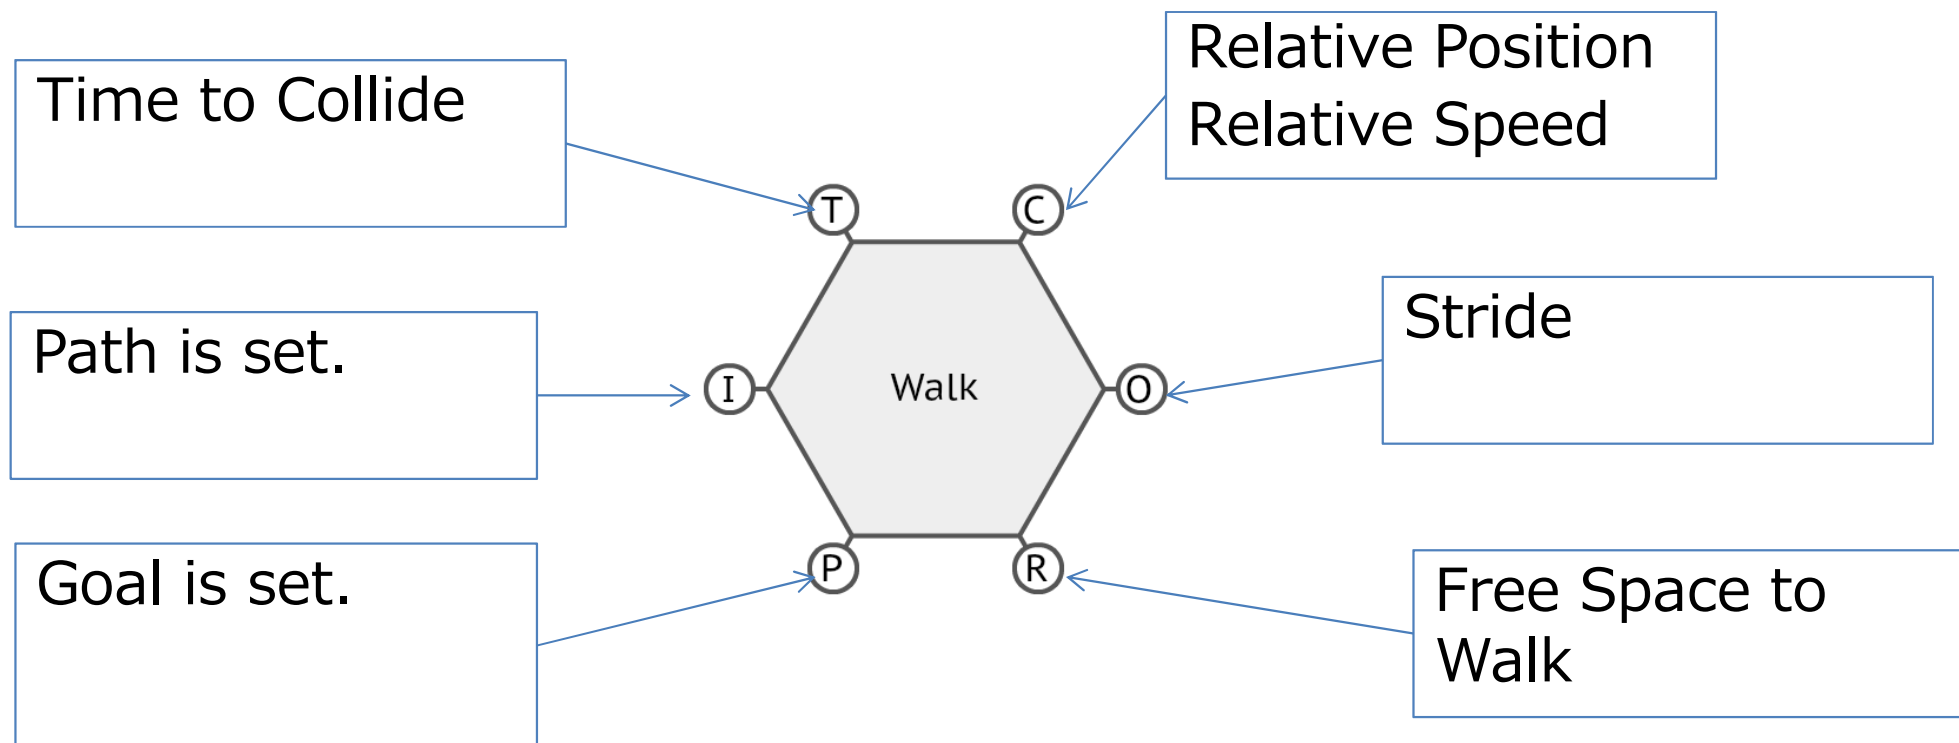 Relative Position
Relative Speed
Time to Collide
T
C
Path is set.
Stride
I
Walk
O
Goal is set.
P
R
Free Space to
Walk